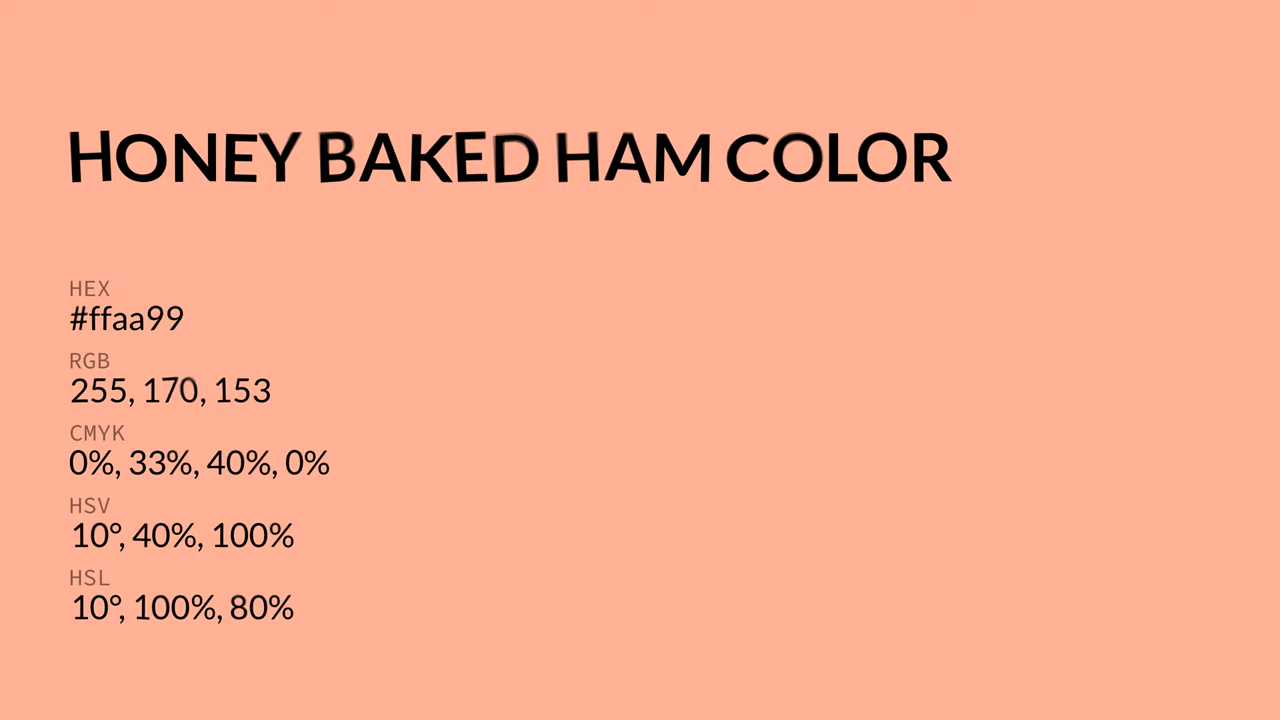 HONEY BAKED HAM COLOR
HEX
#ffaa99
RGB
255, 170, 153
CMYK
0%, 33%, 40%, 0%
HSV
10°, 40%, 100%
HSL
10°, 100%, 80%